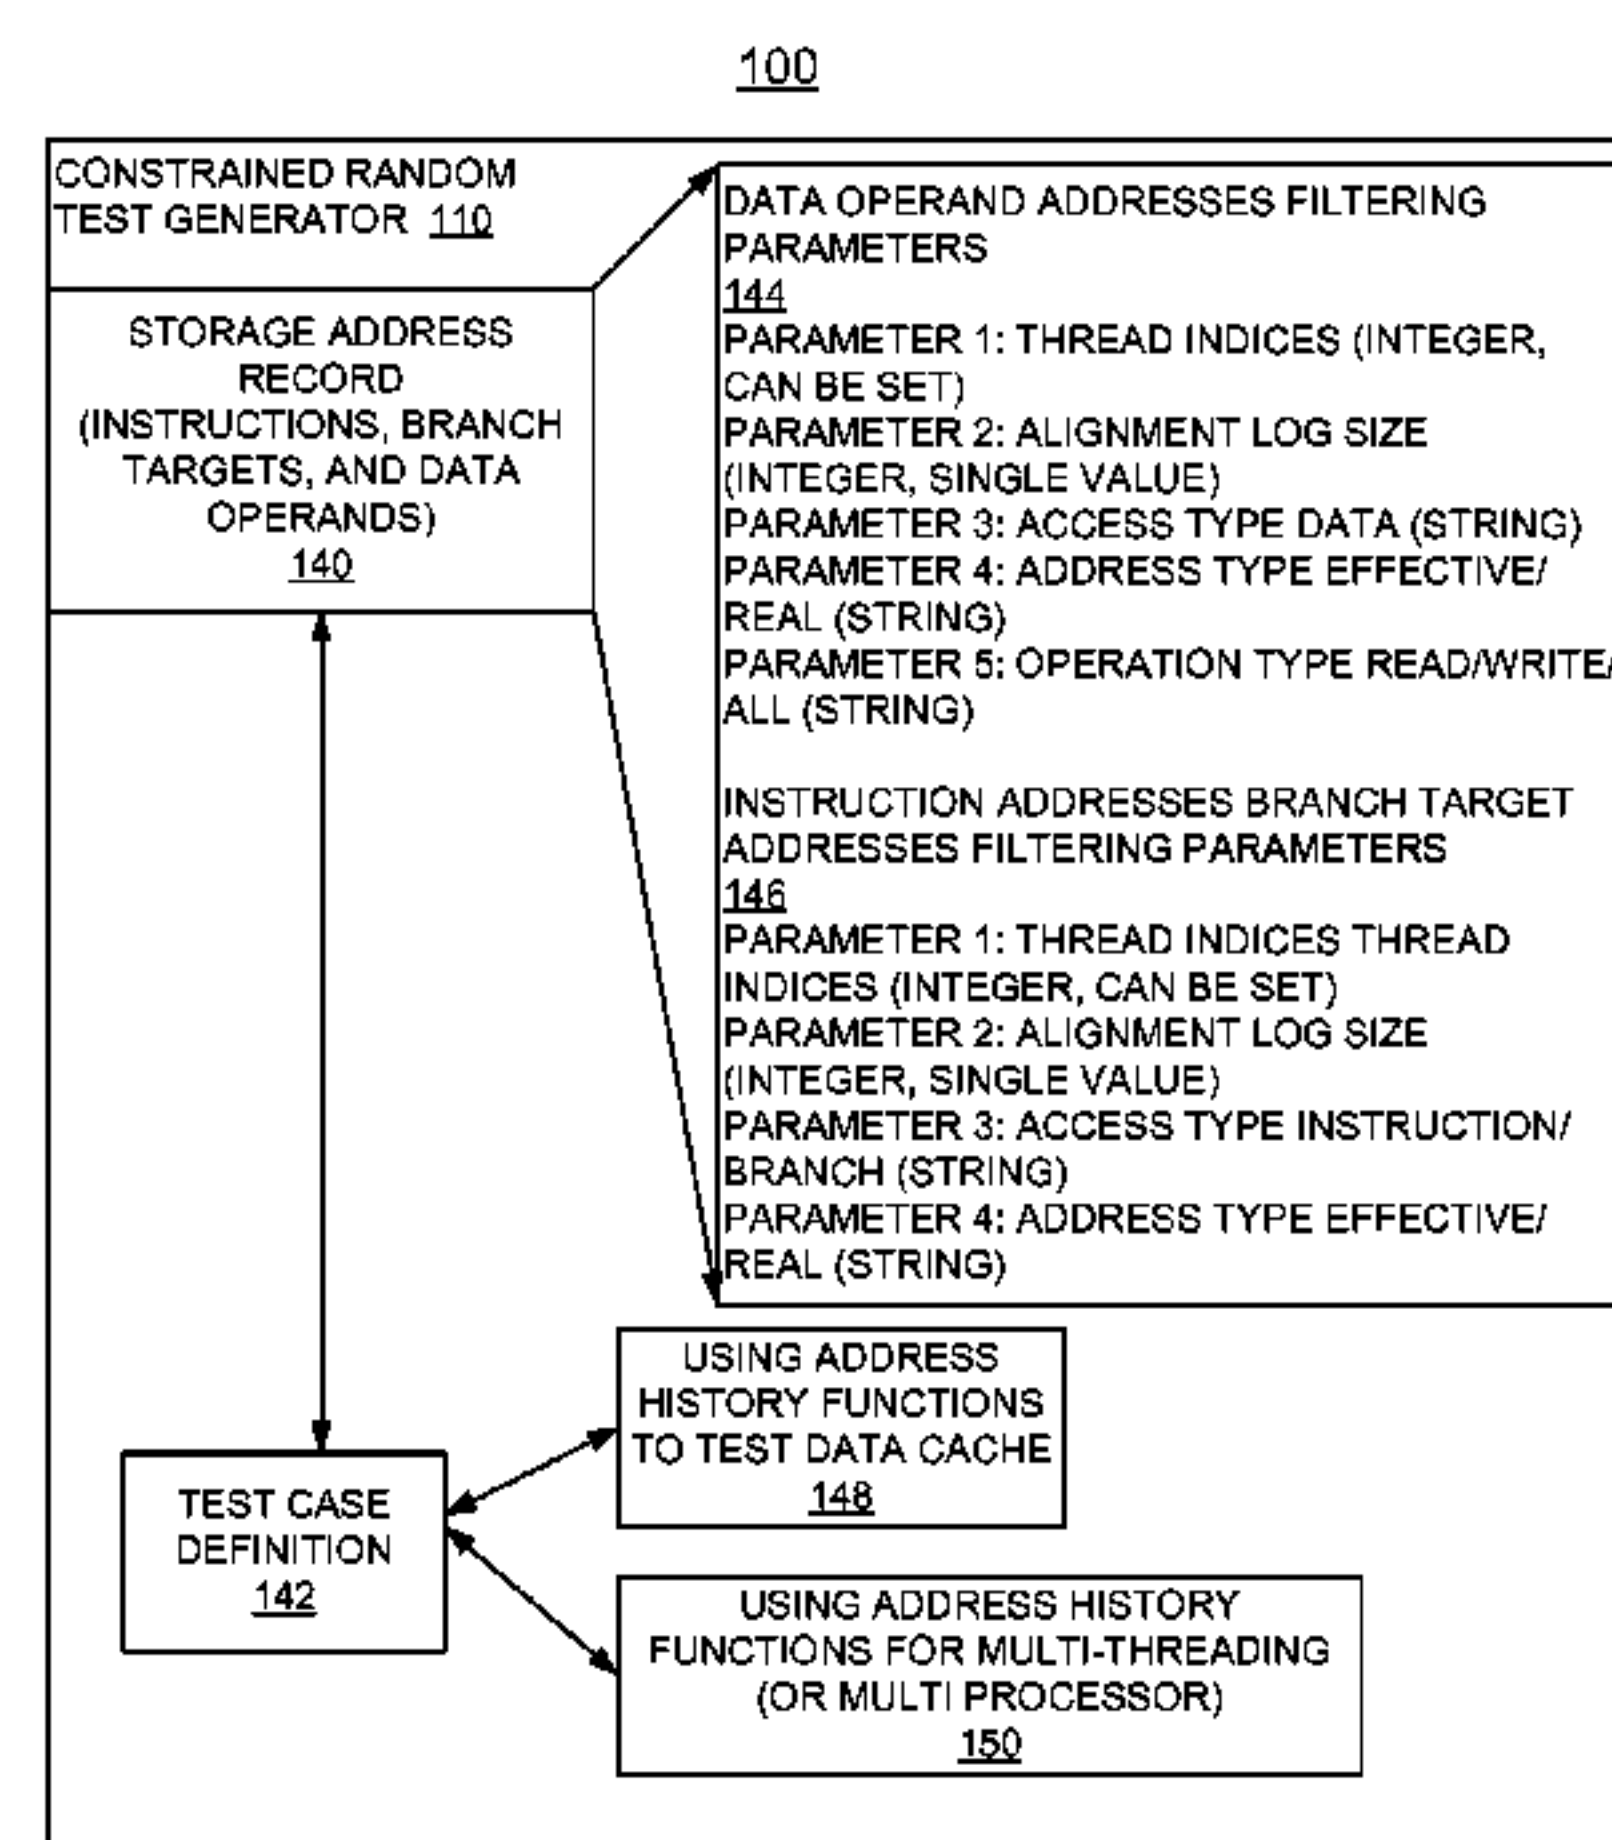 100
CONSTRAINED RANDOM
TEST GENERATOR 110
STORAGE ADDRESS
RECORD
(INSTRUCTIONS, BRANCH
TARGETS, AND DATA
OPERANDS)
140
DATA OPERAND ADDRESSES FILTERING
PARAMETERS
144
PARAMETER 1: THREAD INDICES (INTEGER,
CAN BE SET)
PARAMETER 2: ALIGNMENT LOG SIZE
(INTEGER, SINGLE VALUE)
PARAMETER 3: ACCESS TYPE DATA (STRING)
PARAMETER 4: ADDRESS TYPE EFFECTIVE/
REAL (STRING)
PARAMETER 5: OPERATION TYPE READ/WRITE/
ALL (STRING)
INSTRUCTION ADDRESSES BRANCH TARGET
ADDRESSES FILTERING PARAMETERS
146
PARAMETER 1: THREAD INDICES THREAD
INDICES (INTEGER, CAN BE SET)
PARAMETER 2: ALIGNMENT LOG SIZE
(INTEGER, SINGLE VALUE)
PARAMETER 3: ACCESS TYPE INSTRUCTION/
BRANCH (STRING)
PARAMETER 4: ADDRESS TYPE EFFECTIVE/
REAL (STRING)
USING ADDRESS
HISTORY FUNCTIONS
TO TEST DATA CACHE
148
TEST CASE
DEFINITION
142
USING ADDRESS HISTORY
FUNCTIONS FOR MULTI-THREADING
(OR MULTI PROCESSOR)
150